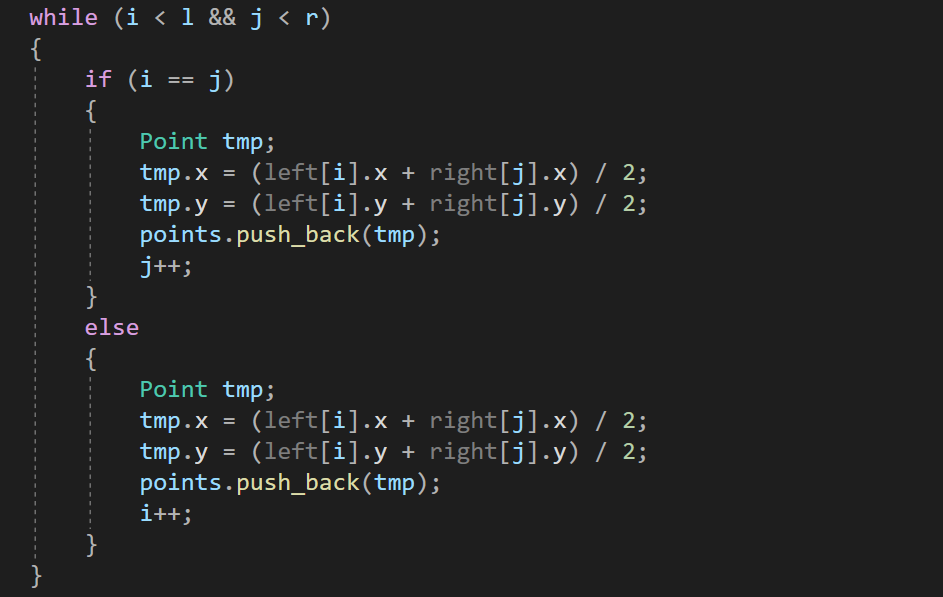 while (i < l && j < r)
{
    if (i == j)
    {
        Point tmp;
        tmp.x = (left[i].x + right[j].x) / 2;
        tmp.y = (left[i].y + right[j].y) / 2;
        points.push_back(tmp);
        j++;
    }
    else
    {
        Point tmp;
        tmp.x = (left[i].x + right[j].x) / 2;
        tmp.y = (left[i].y + right[j].y) / 2;
        points.push_back(tmp);
        i++;
    }
}